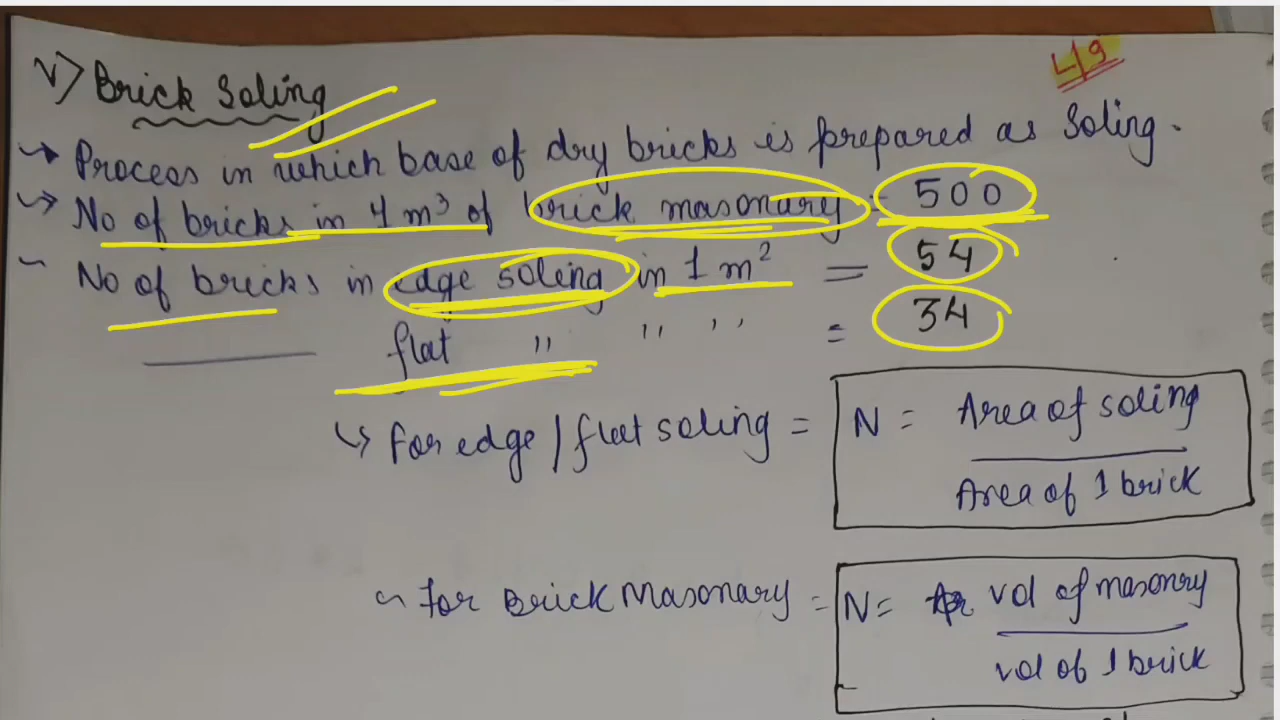 L/9
V) Brick Soling
→ Process in which base of dry bricks is prepared as Soling.
→ No of bricks in 1 m³ of brick masonary = 500
~ No of bricks in edge soling in 1 m² = 54
flat " " " = 34
↳ For edge / flat soling = N = Area of soling
Area of 1 brick
~ for Brick Masonary = N = vol of masonry
vol of 1 brick